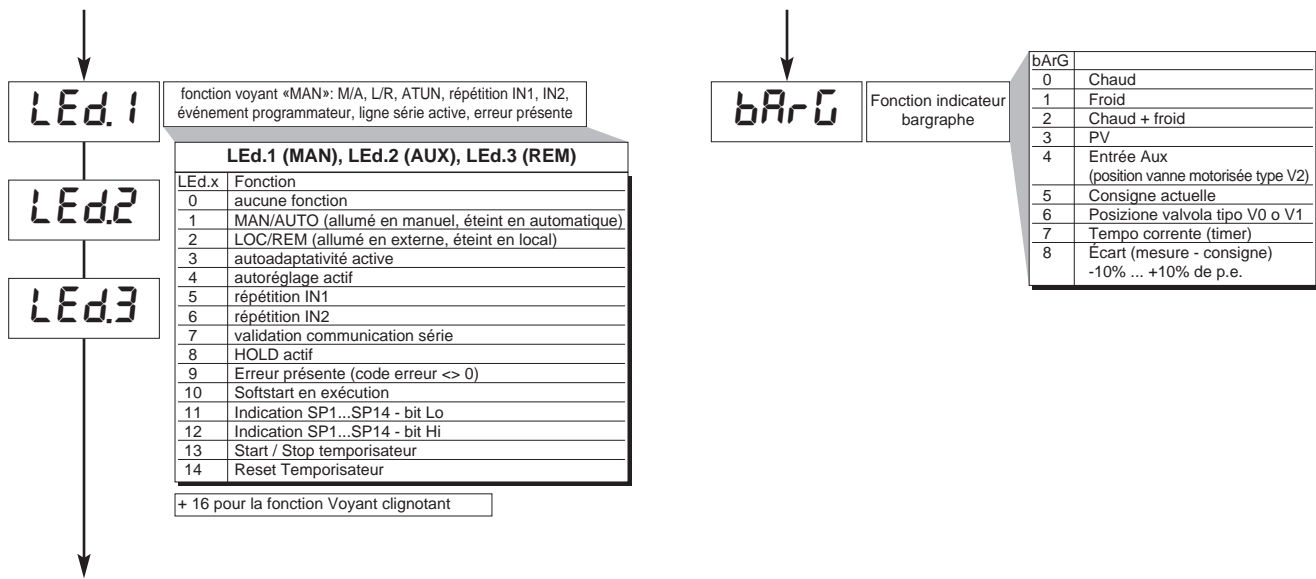 LEd.1
fonction voyant «MAN»: M/A, L/R, ATUN, répétition IN1, IN2,
événement programmateur, ligne série active, erreur présente
LEd.1 (MAN), LEd.2 (AUX), LEd.3 (REM)
LEd.x Fonction
0 aucune fonction
1 MAN/AUTO (allumé en manuel, éteint en automatique)
2 LOC/REM (allumé en externe, éteint en local)
3 autoadaptativité active
4 autoréglage actif
5 répétition IN1
6 répétition IN2
7 validation communication série
8 HOLD actif
9 Erreur présente (code erreur <> 0)
10 Softstart en exécution
11 Indication SP1...SP14 - bit Lo
12 Indication SP1...SP14 - bit Hi
13 Start / Stop temporisateur
14 Reset Temporisateur
+ 16 pour la fonction Voyant clignotant
LEd.2
LEd.3
bArG
Fonction indicateur
bargraphe
bArG
0 Chaud
1 Froid
2 Chaud + froid
3 PV
4 Entrée Aux
(position vanne motorisée type V2)
5 Consigne actuelle
6 Posizione valvola tipo V0 o V1
7 Tempo corrente (timer)
8 Écart (mesure - consigne)
-10% ... +10% de p.e.